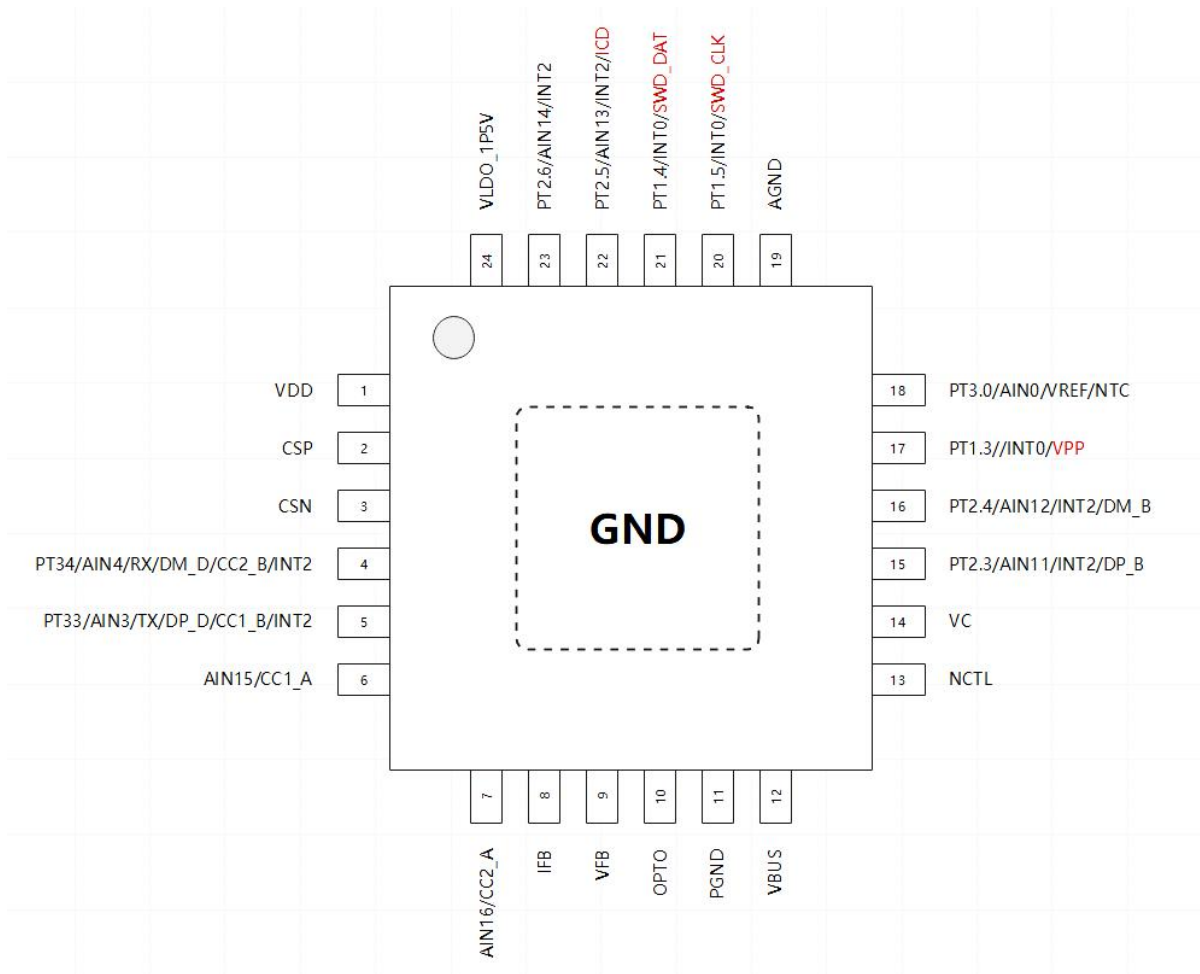 VLDO_1P5V
PT2.6/AIN14/INT2
PT2.5/AIN13/INT2/ICD
PT1.4/INT0/SWD_DAT
PT1.5/INT0/SWD_CLK
AGND
24
23
22
21
20
19
VDD 1
CSP 2
CSN 3
PT34/AIN4/RX/DM_D/CC2_B/INT2 4
PT33/AIN3/TX/DP_D/CC1_B/INT2 5
AIN15/CC1_A 6
GND
18 PT3.0/AIN0/VREF/NTC
17 PT1.3//INT0/VPP
16 PT2.4/AIN12/INT2/DM_B
15 PT2.3/AIN11/INT2/DP_B
14 VC
13 NCTL
7
8
9
10
11
12
AIN16/CC2_A
IFB
VFB
OPTO
PGND
VBUS